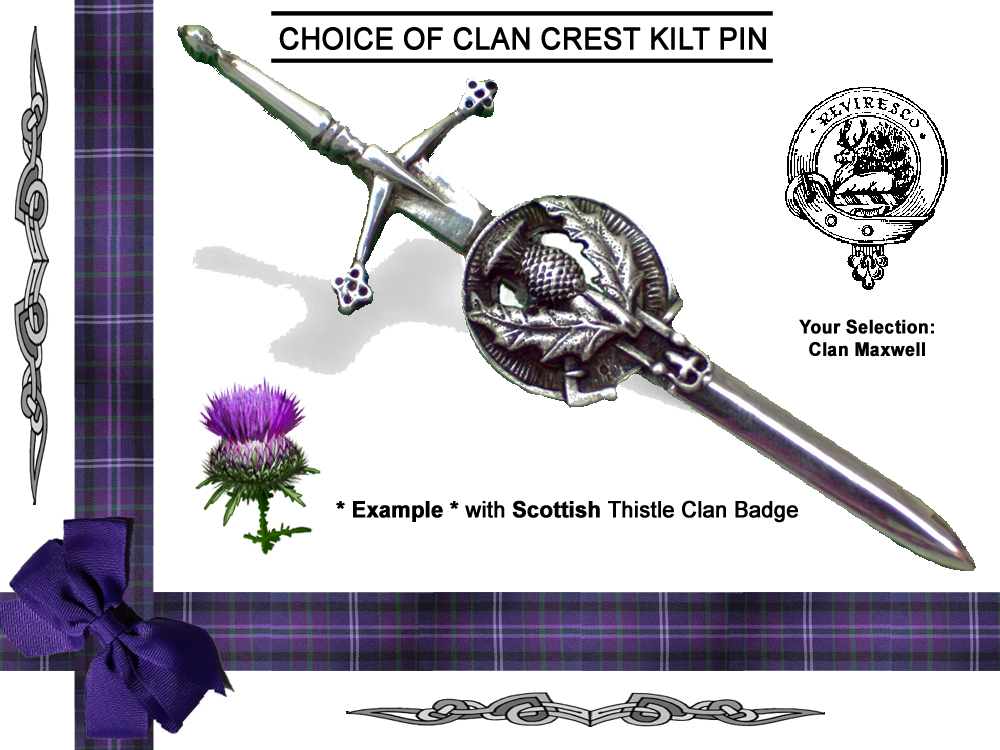 CHOICE OF CLAN CREST KILT PIN
· REVIRESCO ·
Your Selection:
Clan Maxwell
* Example * with Scottish Thistle Clan Badge